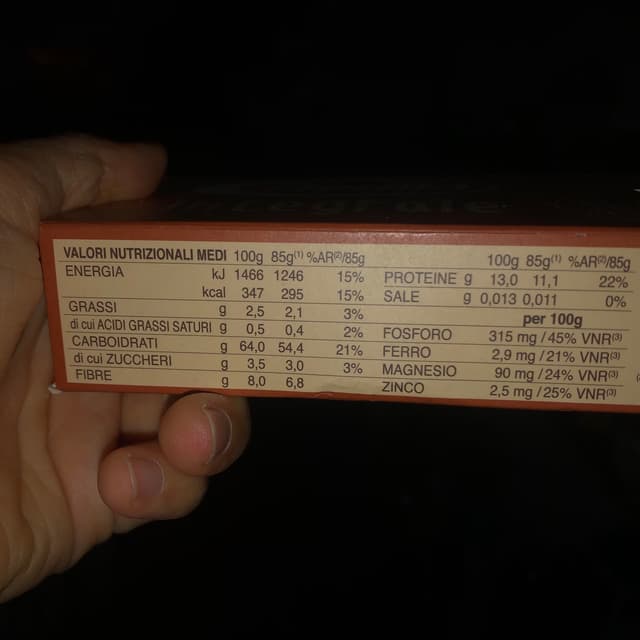 VALORI NUTRIZIONALI MEDI 100g 85g(1) %AR(2)/85g
ENERGIA kJ 1466 1246 15%
kcal 347 295 15%
GRASSI g 2,5 2,1 3%
di cui ACIDI GRASSI SATURI g 0,5 0,4 2%
CARBOIDRATI g 64,0 54,4 21%
di cui ZUCCHERI g 3,5 3,0 3%
FIBRE g 8,0 6,8
100g 85g(1) %AR(2)/85g
PROTEINE g 13,0 11,1 22%
SALE g 0,013 0,011 0%
per 100g
FOSFORO 315 mg / 45% VNR(3)
FERRO 2,9 mg / 21% VNR(3)
MAGNESIO 90 mg / 24% VNR(3)
ZINCO 2,5 mg / 25% VNR(3)